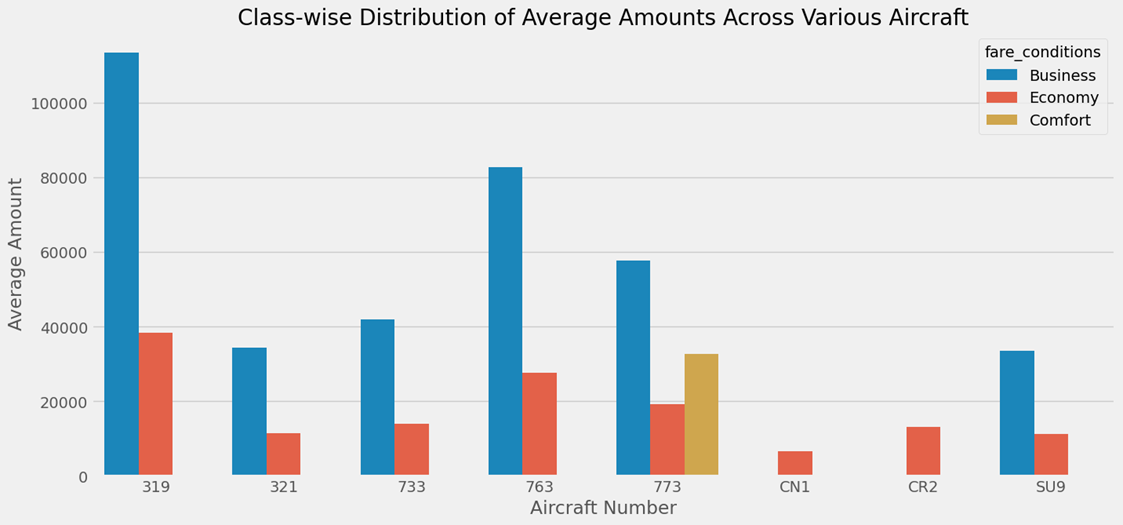 Class-wise Distribution of Average Amounts Across Various Aircraft
fare_conditions
Business
Economy
Comfort
Average Amount
100000
80000
60000
40000
20000
0
319 321 733 763 773 CN1 CR2 SU9
Aircraft Number